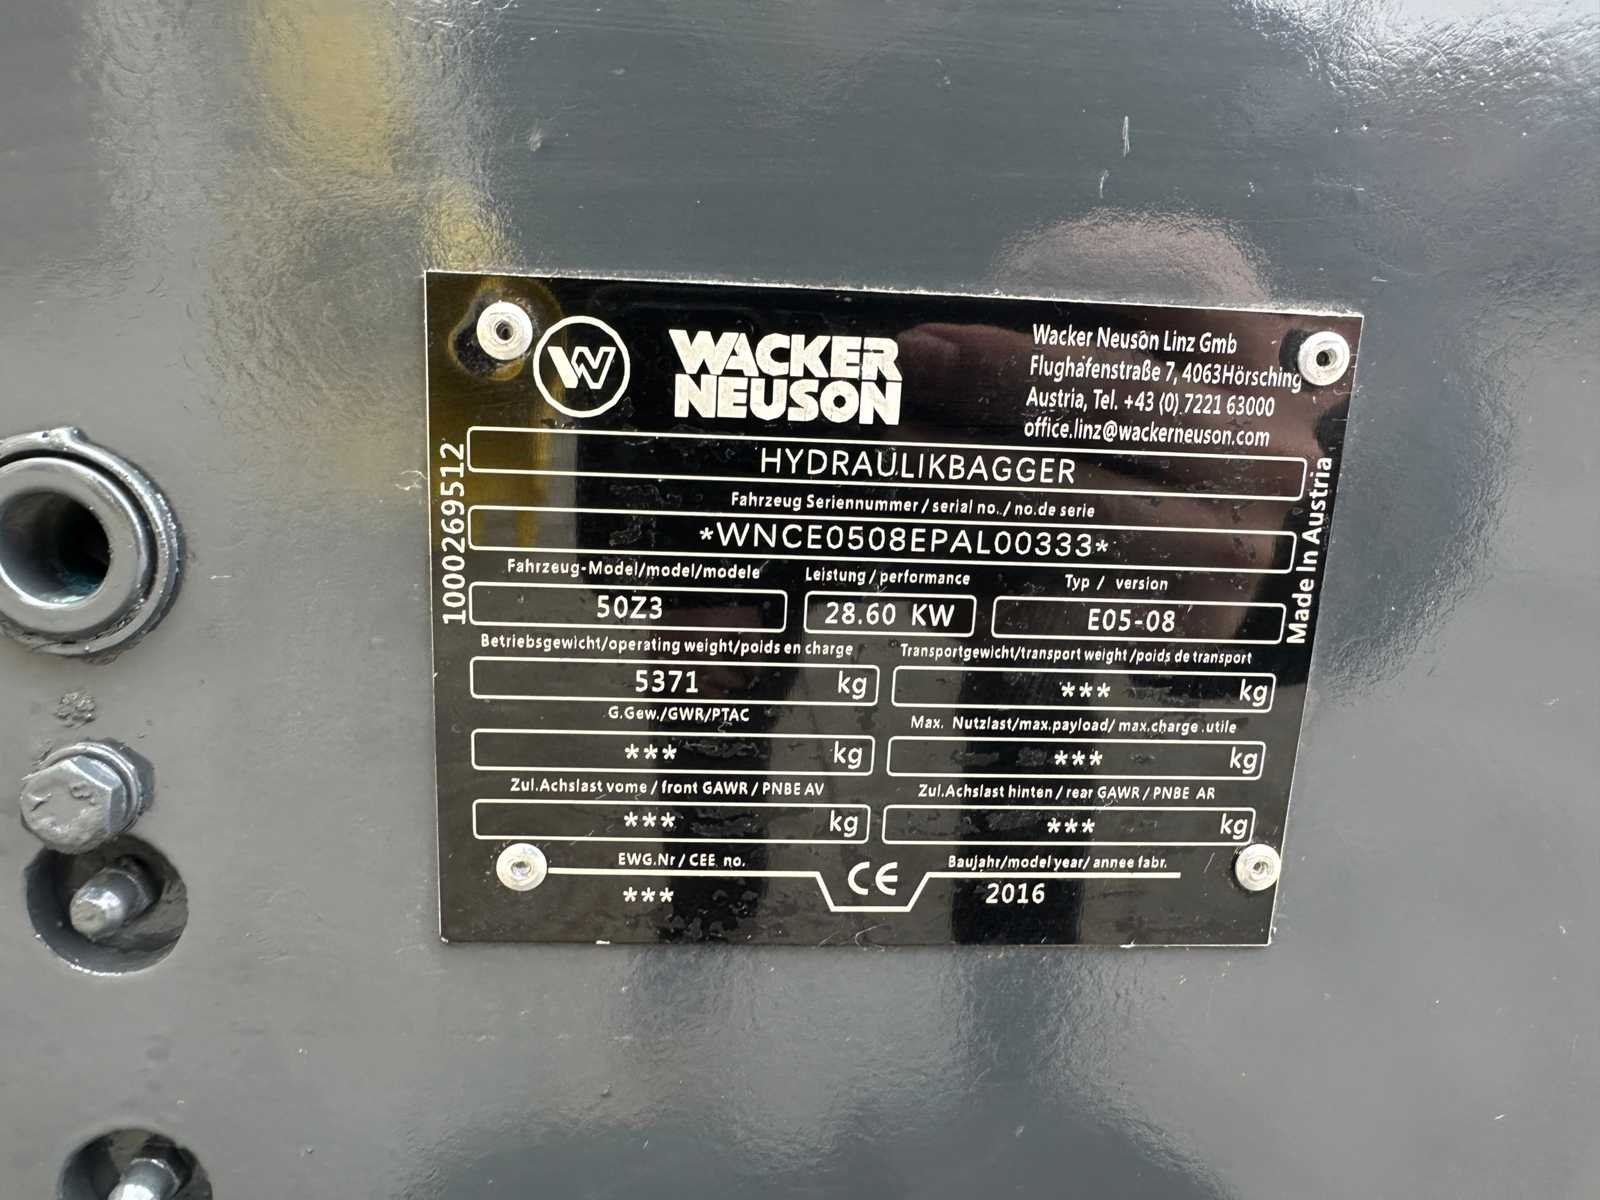 W
WACKER
NEUSON
Wacker Neuson Linz Gmb
Flughafenstraße 7, 4063Hörsching
Austria, Tel. +43 (0) 7221 63000
office.linz@wackerneuson.com
1000269512
HYDRAULIKBAGGER
Fahrzeug Seriennummer / serial no. / no.de serie
*WNCE0508EPAL00333*
Fahrzeug-Model/model/modele Leistung / performance Typ / version
50Z3 28.60 KW E05-08
Made In Austria
Betriebsgewicht/operating weight/poids en charge Transportgewicht/transport weight /poids de transport
5371 kg *** kg
G.Gew./GWR/PTAC Max. Nutzlast/max.payload/ max.charge .utile
*** kg *** kg
Zul.Achslast vome / front GAWR / PNBE AV Zul.Achslast hinten / rear GAWR / PNBE AR
*** kg *** kg
EWG.Nr / CEE no. CE Baujahr/model year/ annee fabr.
*** 2016